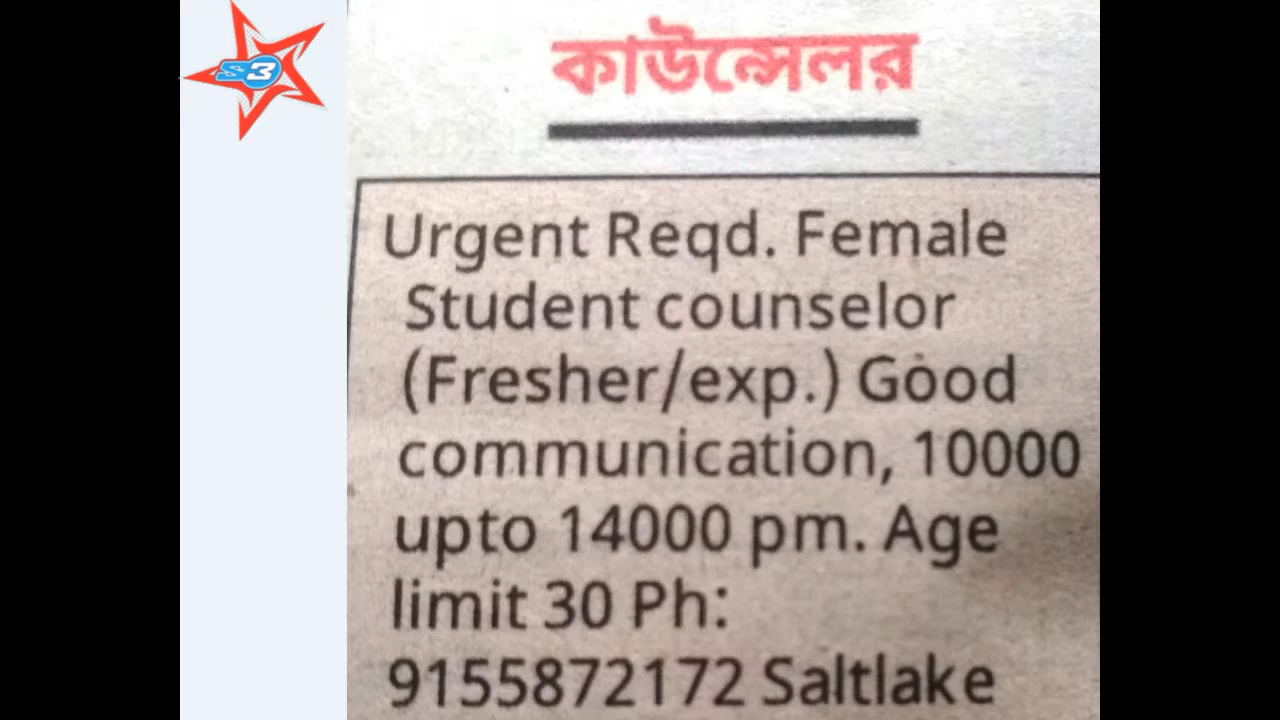 S3
কাউন্সেলর
Urgent Reqd. Female
Student counselor
(Fresher/exp.) Good
communication, 10000
upto 14000 pm. Age
limit 30 Ph:
9155872172 Saltlake